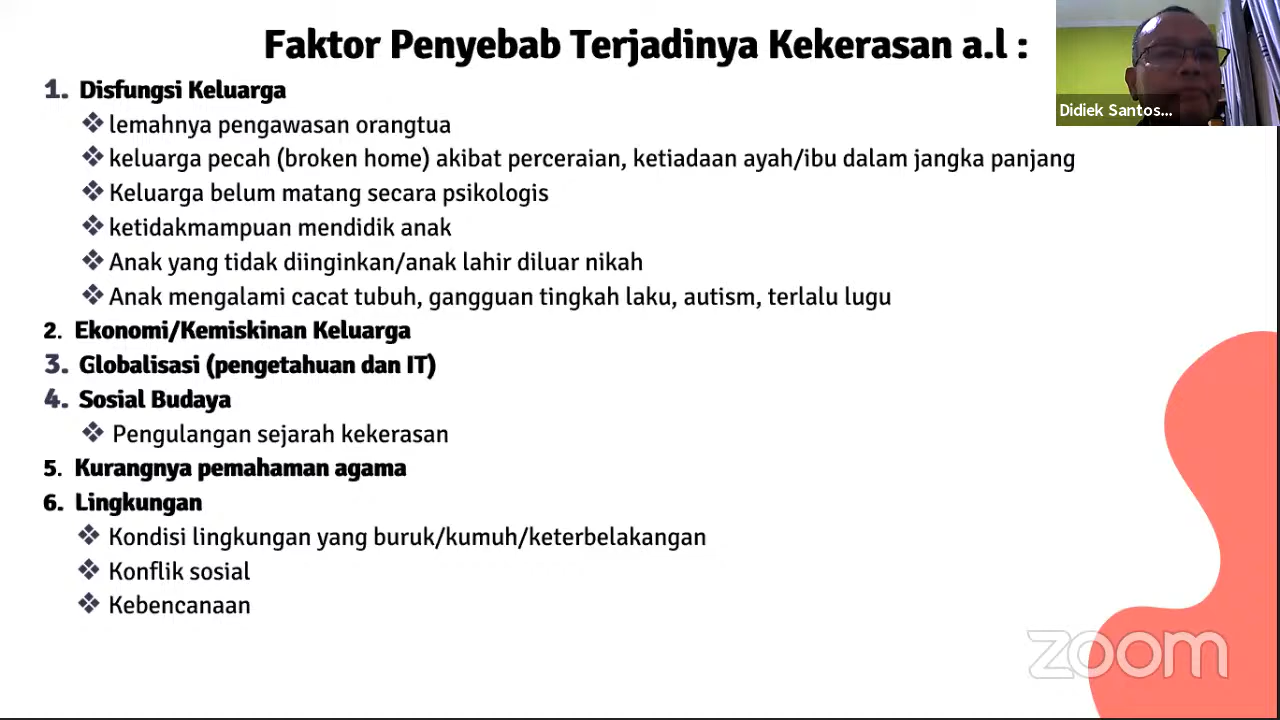 Faktor Penyebab Terjadinya Kekerasan a.l :
Didiek Santos...
1. Disfungsi Keluarga
❖ lemahnya pengawasan orangtua
❖ keluarga pecah (broken home) akibat perceraian, ketiadaan ayah/ibu dalam jangka panjang
❖ Keluarga belum matang secara psikologis
❖ ketidakmampuan mendidik anak
❖ Anak yang tidak diinginkan/anak lahir diluar nikah
❖ Anak mengalami cacat tubuh, gangguan tingkah laku, autism, terlalu lugu
2. Ekonomi/Kemiskinan Keluarga
3. Globalisasi (pengetahuan dan IT)
4. Sosial Budaya
❖ Pengulangan sejarah kekerasan
5. Kurangnya pemahaman agama
6. Lingkungan
❖ Kondisi lingkungan yang buruk/kumuh/keterbelakangan
❖ Konflik sosial
❖ Kebencanaan
zoom